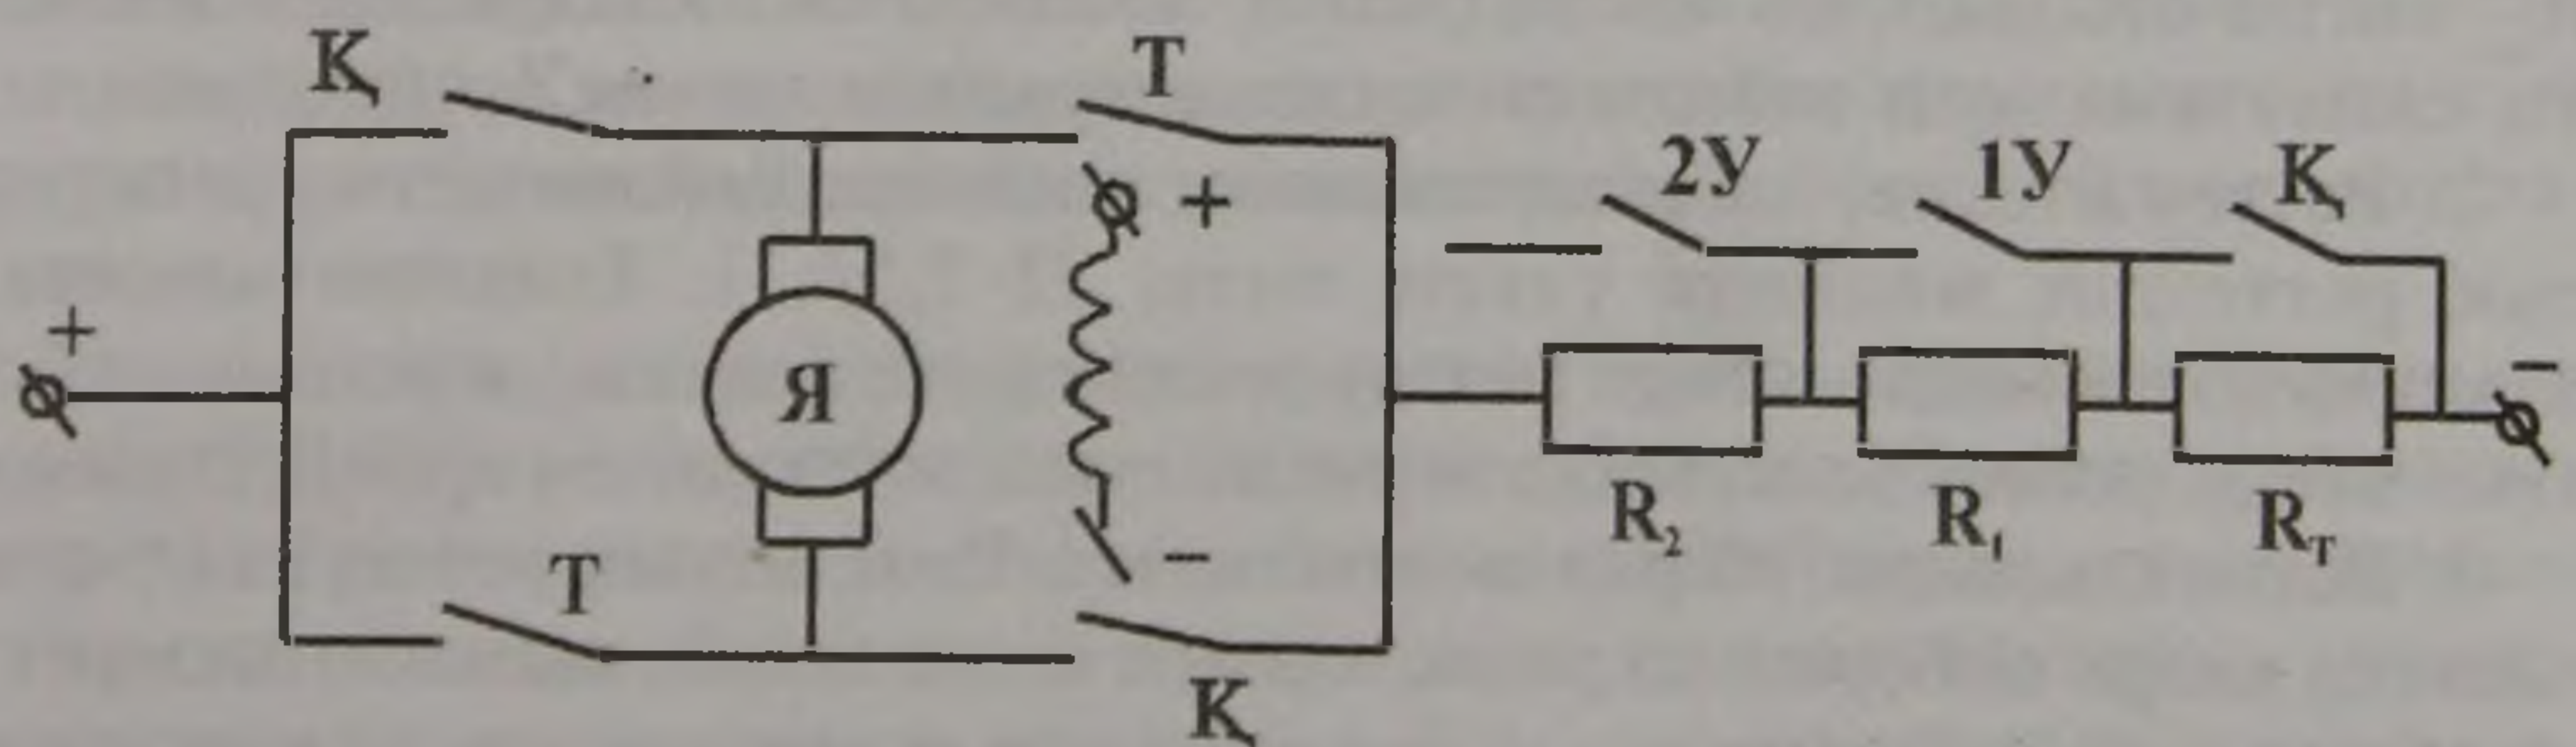 Қ
Т
2У
1У
Қ
+
+
Я
−
−
Т
R₂
R₁
Rт
Қ